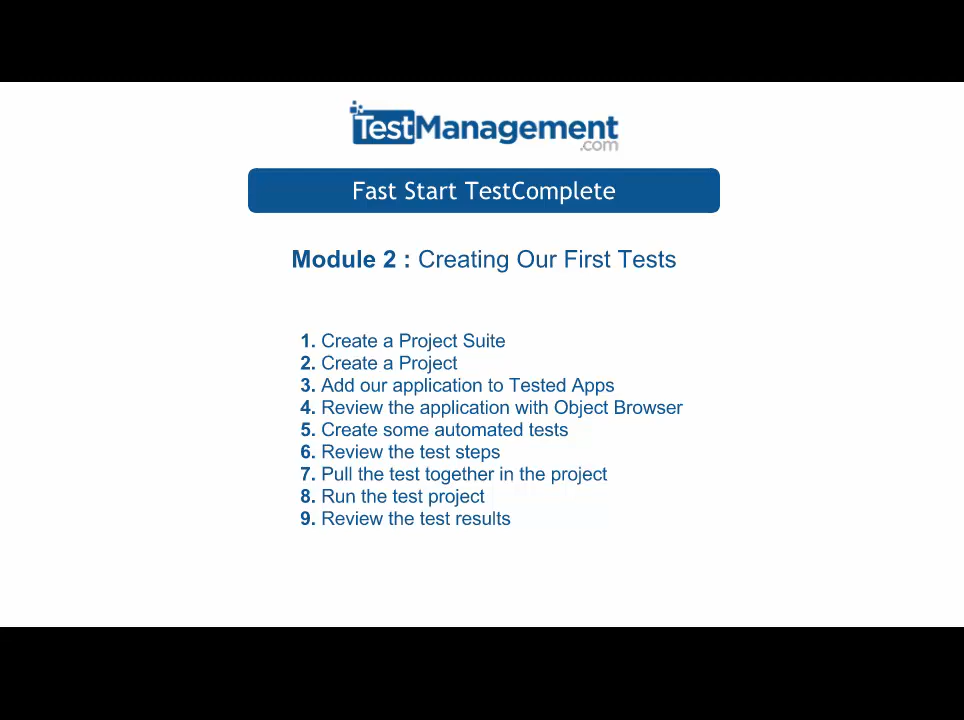 TestManagement
.com
Fast Start TestComplete
Module 2 : Creating Our First Tests
1. Create a Project Suite
2. Create a Project
3. Add our application to Tested Apps
4. Review the application with Object Browser
5. Create some automated tests
6. Review the test steps
7. Pull the test together in the project
8. Run the test project
9. Review the test results